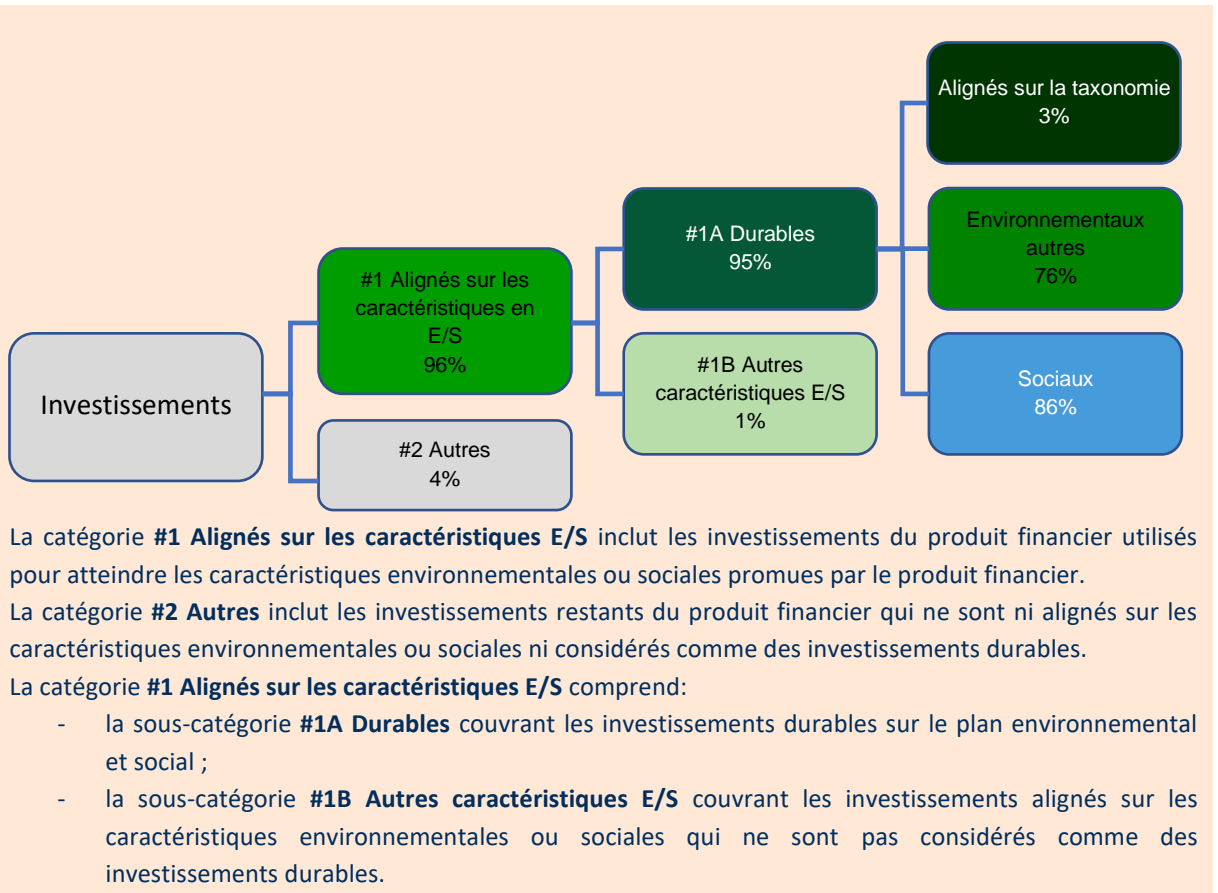 Alignés sur la taxonomie
3%
#1A Durables
95%
Environnementaux
autres
76%
#1 Alignés sur les
caractéristiques en
E/S
96%
#1B Autres
caractéristiques E/S
1%
Sociaux
86%
Investissements
#2 Autres
4%
La catégorie #1 Alignés sur les caractéristiques E/S inclut les investissements du produit financier utilisés
pour atteindre les caractéristiques environnementales ou sociales promues par le produit financier.
La catégorie #2 Autres inclut les investissements restants du produit financier qui ne sont ni alignés sur les
caractéristiques environnementales ou sociales ni considérés comme des investissements durables.
La catégorie #1 Alignés sur les caractéristiques E/S comprend:
- la sous-catégorie #1A Durables couvrant les investissements durables sur le plan environnemental
et social ;
- la sous-catégorie #1B Autres caractéristiques E/S couvrant les investissements alignés sur les
caractéristiques environnementales ou sociales qui ne sont pas considérés comme des
investissements durables.